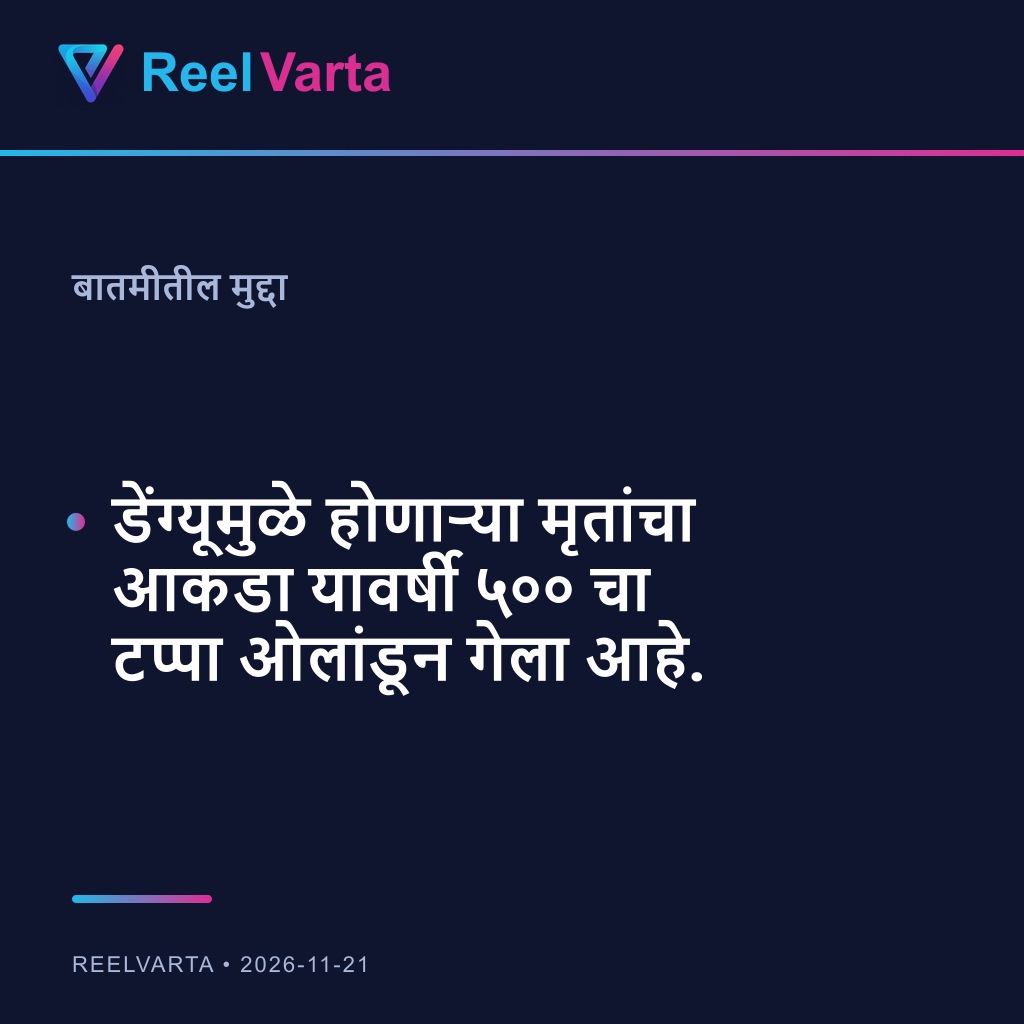 ReelVarta
बातमीतील मुद्दा
• डेंग्यूमुळे होणाऱ्या मृतांचा
आकडा यावर्षी ५०० चा
टप्पा ओलांडून गेला आहे.
REELVARTA • 2026-11-21